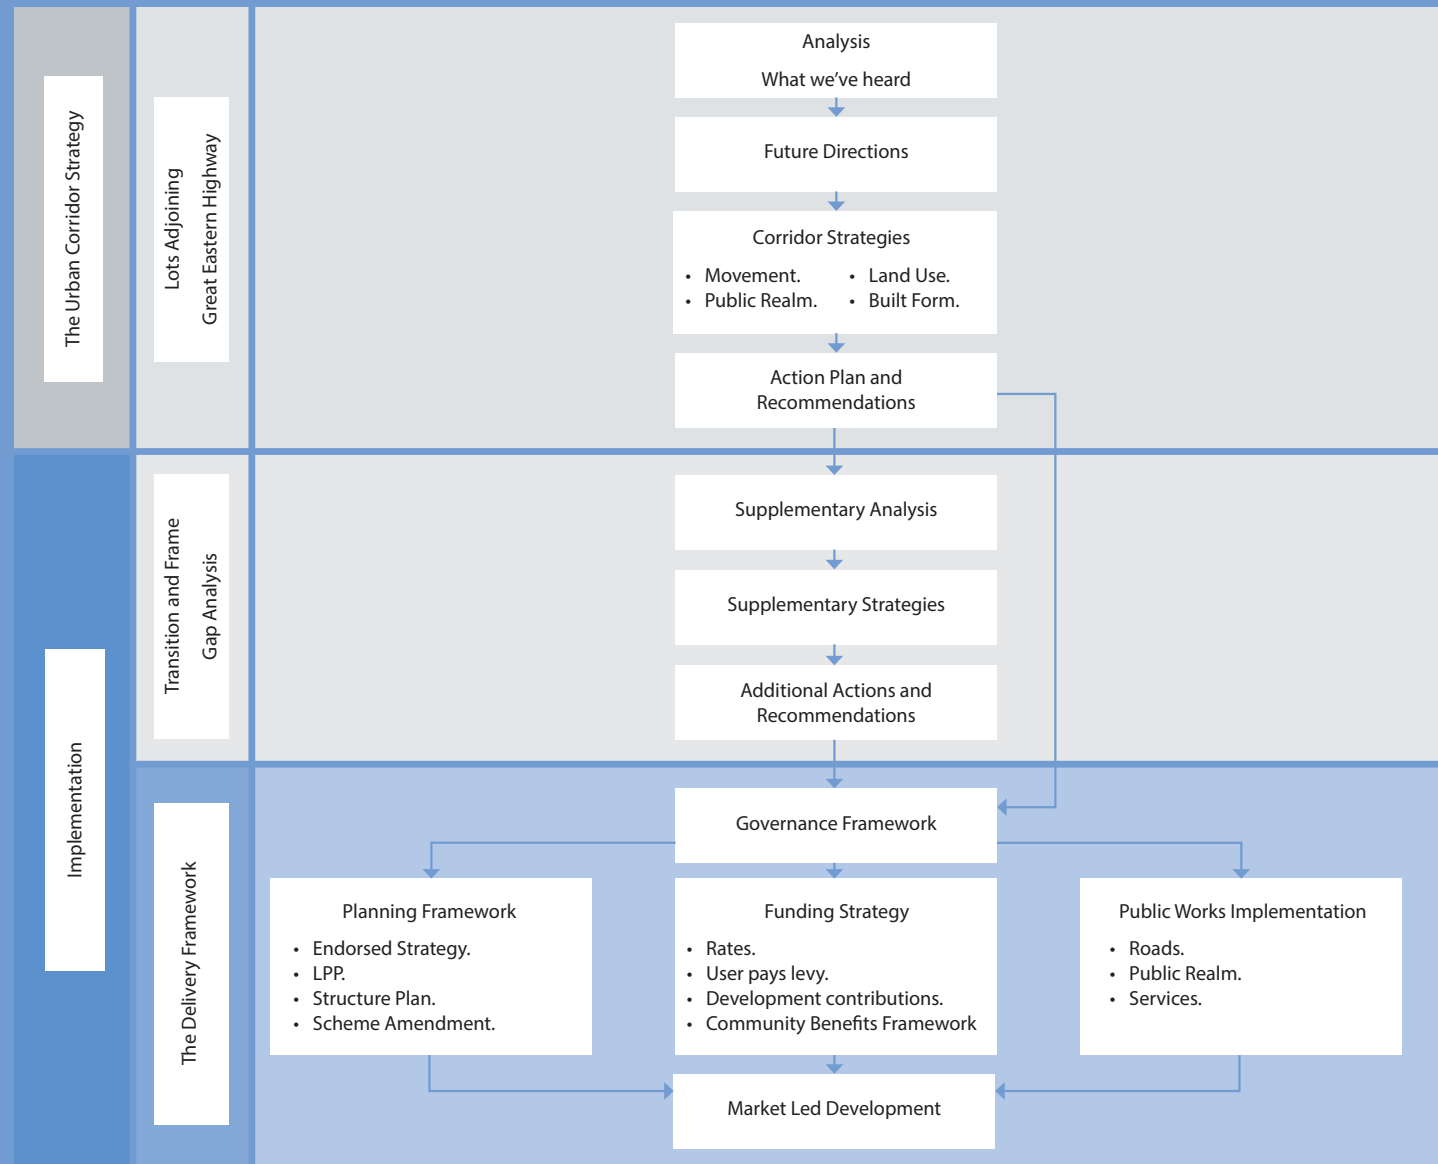 The Urban Corridor Strategy
Lots Adjoining
Great Eastern Highway
Analysis
What we’ve heard
Future Directions
Corridor Strategies
• Movement.
• Public Realm.
• Land Use.
• Built Form.
Action Plan and
Recommendations
Implementation
Transition and Frame
Gap Analysis
Supplementary Analysis
Supplementary Strategies
Additional Actions and
Recommendations
The Delivery Framework
Governance Framework
Planning Framework
• Endorsed Strategy.
• LPP.
• Structure Plan.
• Scheme Amendment.
Funding Strategy
• Rates.
• User pays levy.
• Development contributions.
• Community Benefits Framework
Public Works Implementation
• Roads.
• Public Realm.
• Services.
Market Led Development